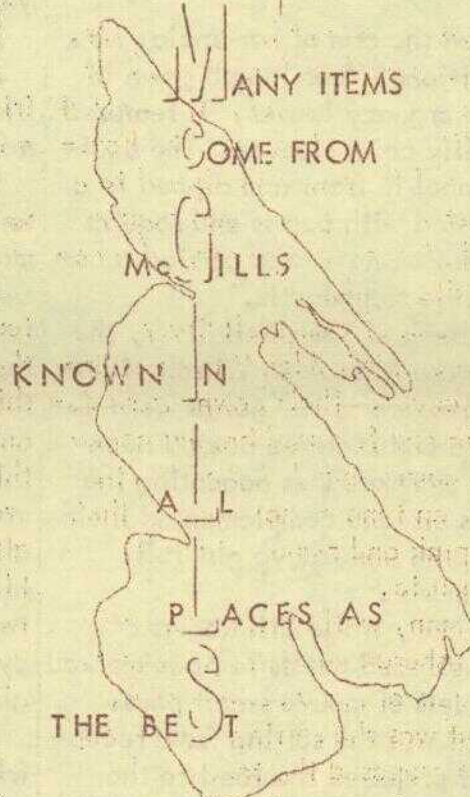 MANY ITEMS
COME FROM
McGILLS
KNOWN IN
ALL
PLACES AS
THE BEST